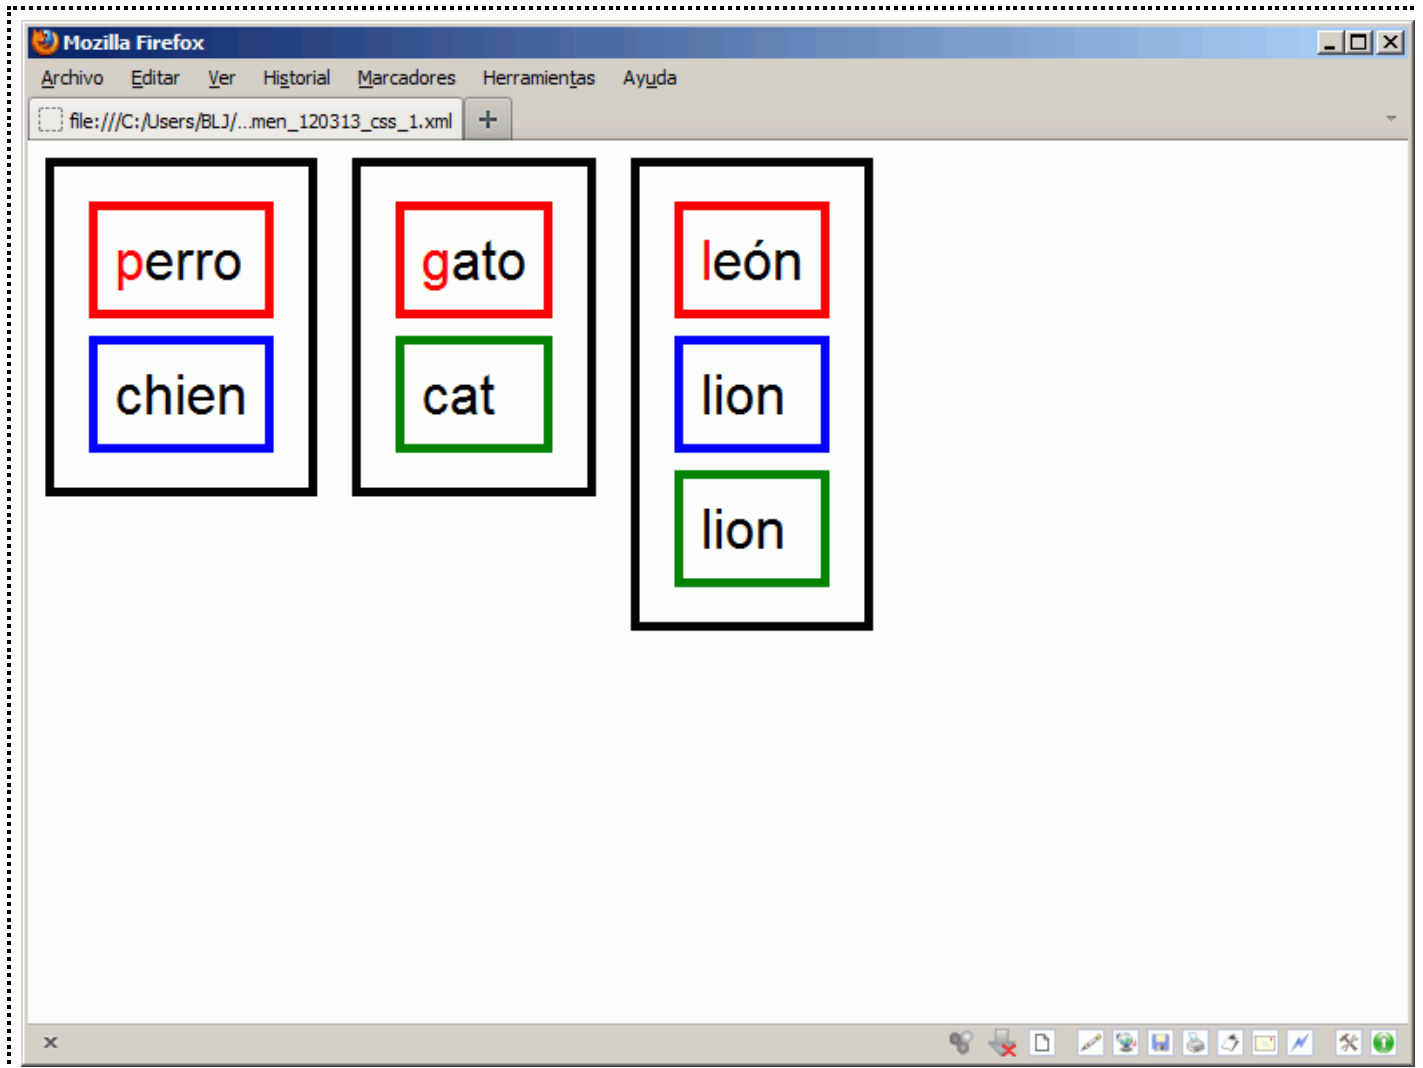 Mozilla Firefox
Archivo Editar Ver Historial Marcadores Herramientas Ayuda
file:///C:/Users/BLJ/...men_120313_css_1.xml
perro
chien
gato
cat
león
lion
lion